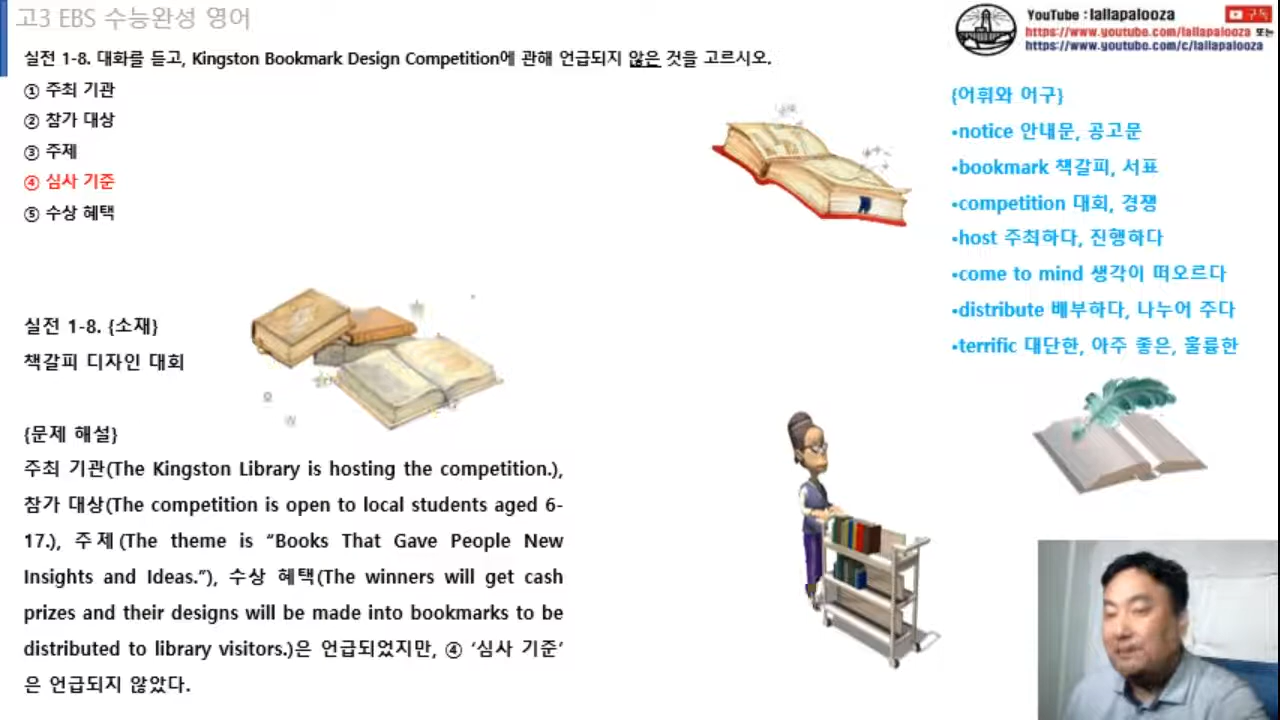 고3 EBS 수능완성 영어
YouTube : lallapalooza
구독
https://www.youtube.com/lallapalooza 또는
https://www.youtube.com/c/lallapalooza
실전 1-8. 대화를 듣고, Kingston Bookmark Design Competition에 관해 언급되지 않은 것을 고르시오.
① 주최 기관
② 참가 대상
③ 주제
④ 심사 기준
⑤ 수상 혜택
{어휘와 어구}
•notice 안내문, 공고문
•bookmark 책갈피, 서표
•competition 대회, 경쟁
•host 주최하다, 진행하다
•come to mind 생각이 떠오르다
•distribute 배부하다, 나누어 주다
•terrific 대단한, 아주 좋은, 훌륭한
실전 1-8. {소재}
책갈피 디자인 대회
{문제 해설}
주최 기관(The Kingston Library is hosting the competition.),
참가 대상(The competition is open to local students aged 6-
17.), 주제(The theme is “Books That Gave People New
Insights and Ideas.”), 수상 혜택(The winners will get cash
prizes and their designs will be made into bookmarks to be
distributed to library visitors.)은 언급되었지만, ④ ‘심사 기준’
은 언급되지 않았다.